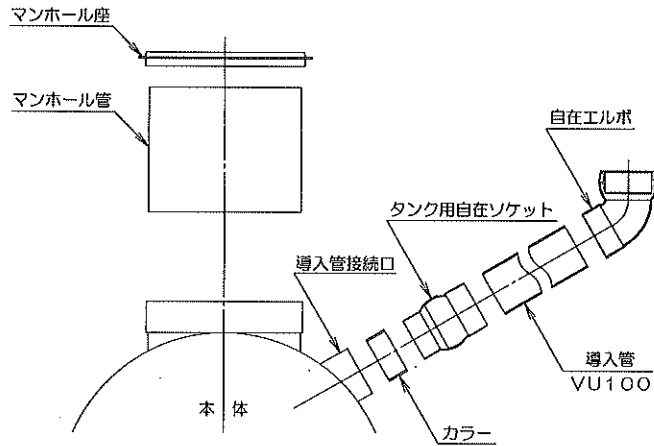 マンホール座
マンホール管
自在エルボ
タンク用自在ソケット
導入管接続口
導入管
VU100
本体
カラー